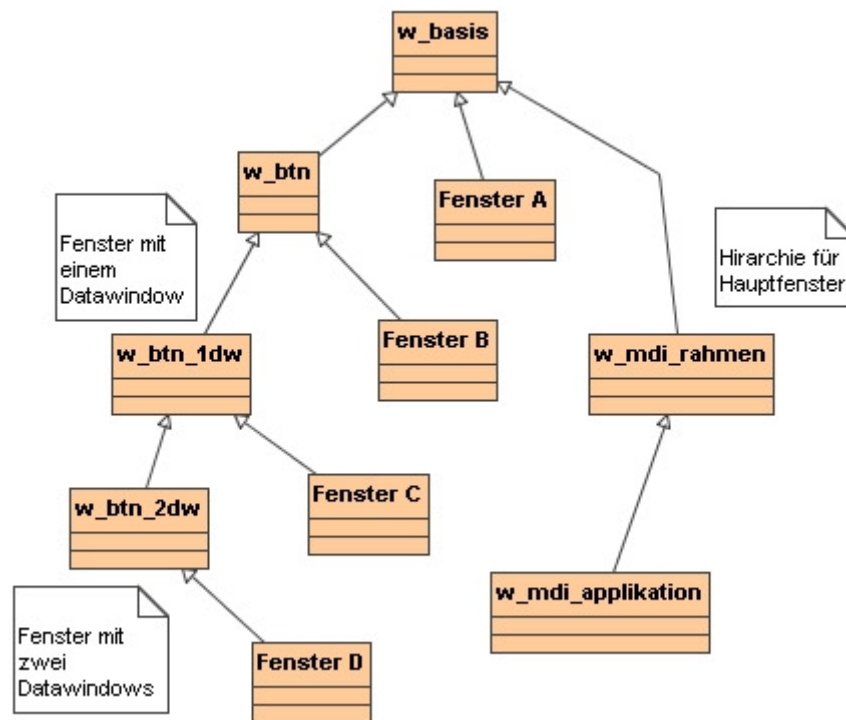 w_basis
w_btn
Fenster A
Fenster mit
einem
Datawindow
Hirarchie für
Hauptfenster
w_btn_1dw
Fenster B
w_mdi_rahmen
w_btn_2dw
Fenster C
w_mdi_applikation
Fenster mit
zwei
Datawindows
Fenster D